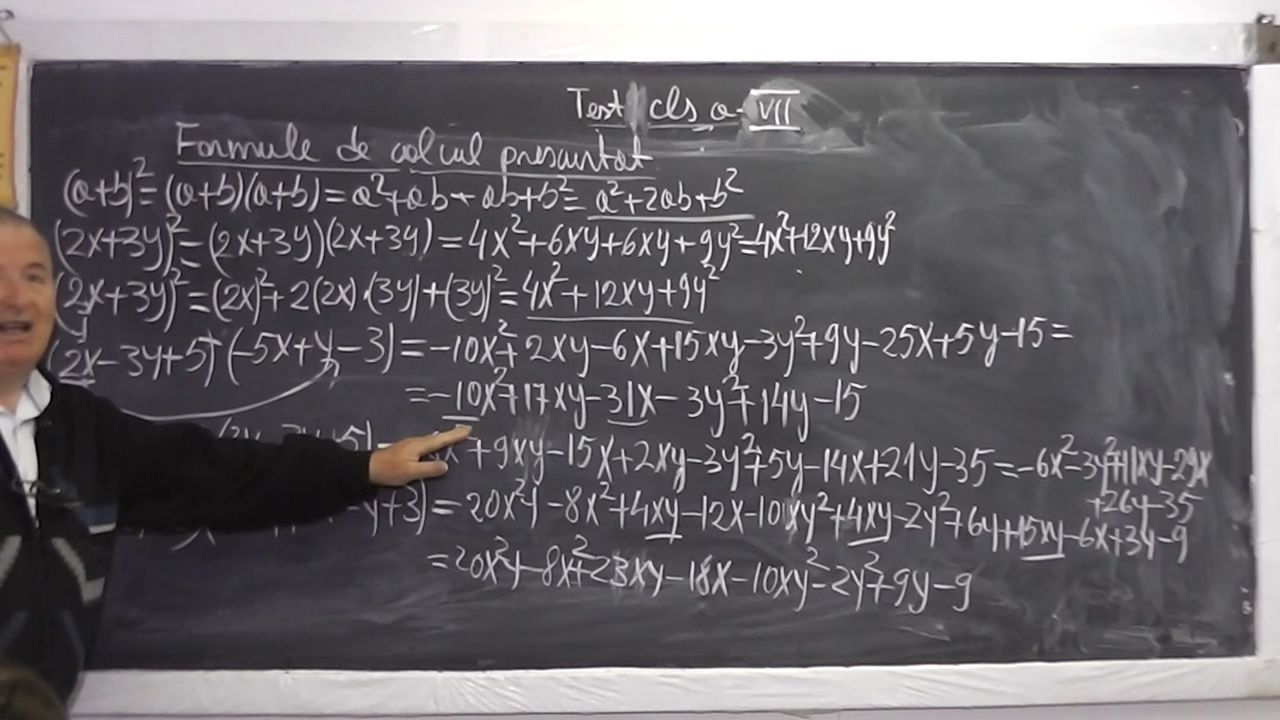 Test cls a-VII
Formule de calcul prescurtat
(a+b)²=(a+b)(a+b)=a²+ab+ab+b²=a²+2ab+b²
(2x+3y)²=(2x+3y)(2x+3y)=4x²+6xy+6xy+9y²=4x²+12xy+9y²
(2x+3y)²=(2x)²+2(2x)·(3y)+(3y)²=4x²+12xy+9y²
(2x-3y+5)·(-5x+y-3)=-10x²+2xy-6x+15xy-3y²+9y-25x+5y-15=
=-10x²+17xy-31x-3y²+14y-15
+9xy-15x+2xy-3y²+5y-14x+21y-35=-6x²-3y²+11xy-29x
+26y-35
-y+3)=20x²y-8x²+4xy-12x-10xy²+4xy-2y²+6y+15xy-6x+3y-9
=20x²y-8x²+23xy-18x-10xy²-2y²+9y-9